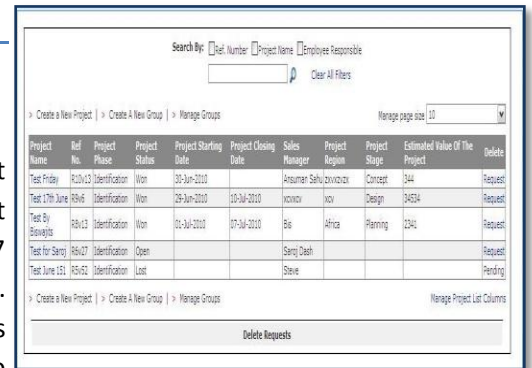 Search By: Ref. Number Project Name Employee Responsible
Clear All Filters
> Create a New Project | > Create A New Group | > Manage Groups Manage page size 10
Project Name Ref No. Project Phase Project Status Project Starting Date Project Closing Date Sales Manager Project Region Project Stage Estimated Value Of The Project Delete
Test Friday R10v13 Identification Won 30-Jun-2010 Ansuman Sahu Concept 344 Request
Test 17th June R9v6 Identification Won 29-Jun-2010 10-Jul-2010 xcvxcv xcv Design 34534 Request
Test By Biswajits R8v13 Identification Won 01-Jul-2010 07-Jul-2010 Bis Africa Planning 2341 Request
Test for Saroj R6v27 Identification Open Saroj Dash Request
Test June 151 R5v52 Identification Lost Steve Pending
> Create a New Project | > Create A New Group | > Manage Groups Manage Project List Columns
Delete Requests